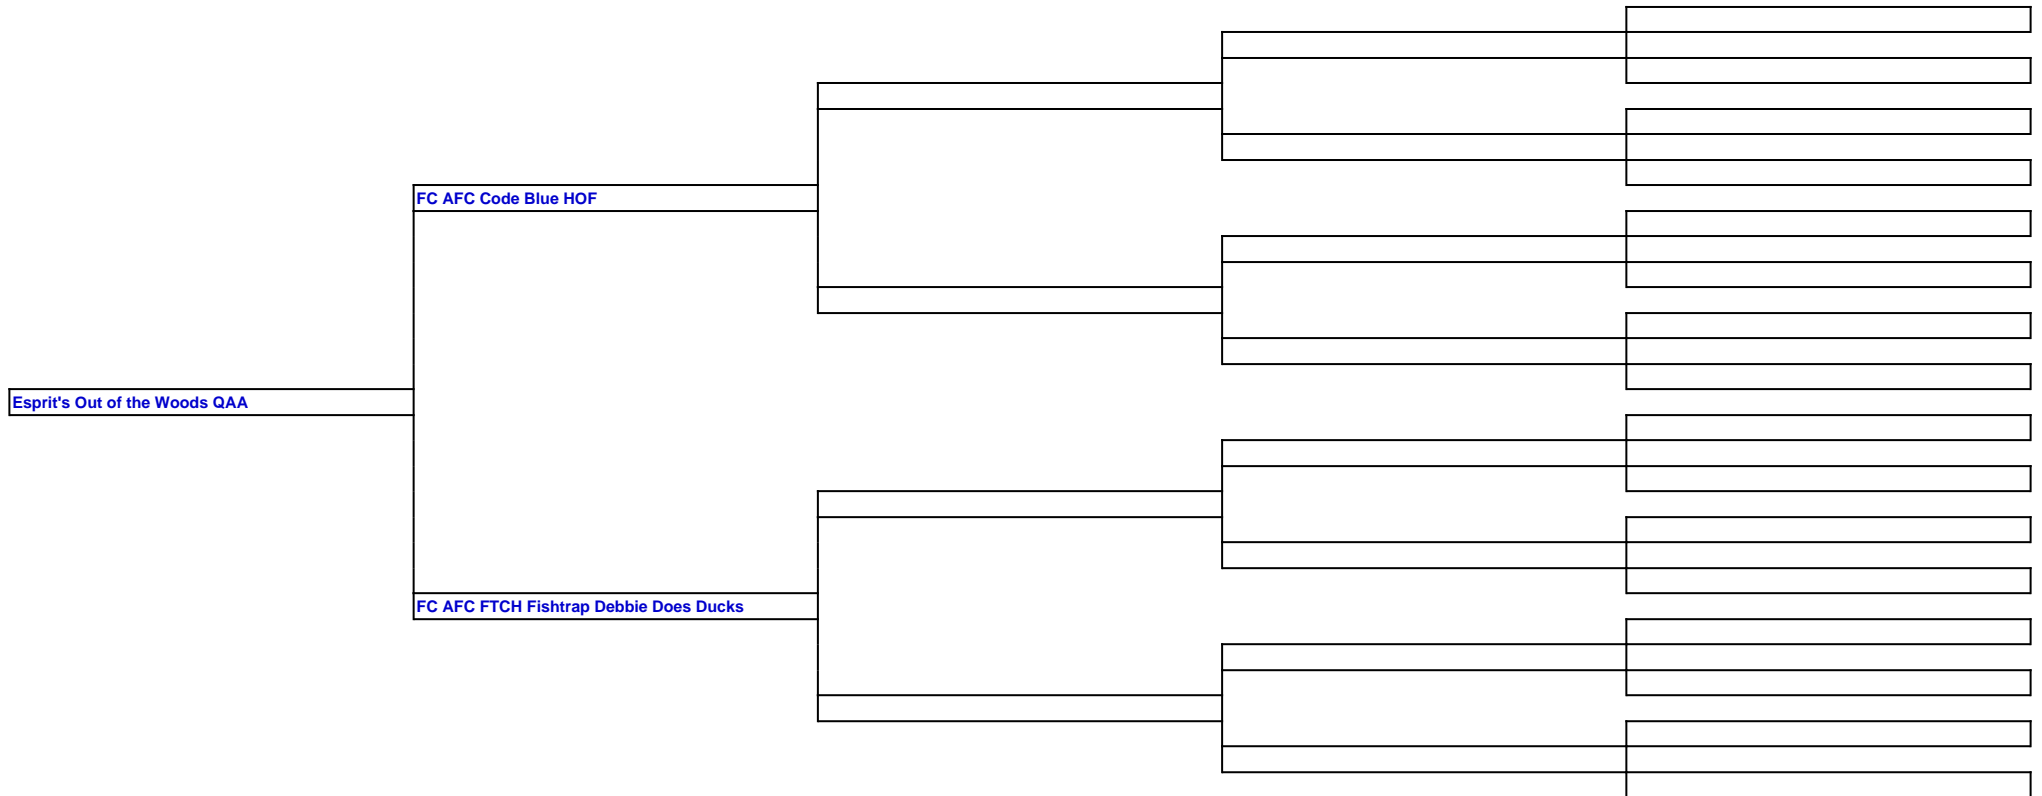 FC AFC Code Blue HOF
Esprit's Out of the Woods QAA
FC AFC FTCH Fishtrap Debbie Does Ducks